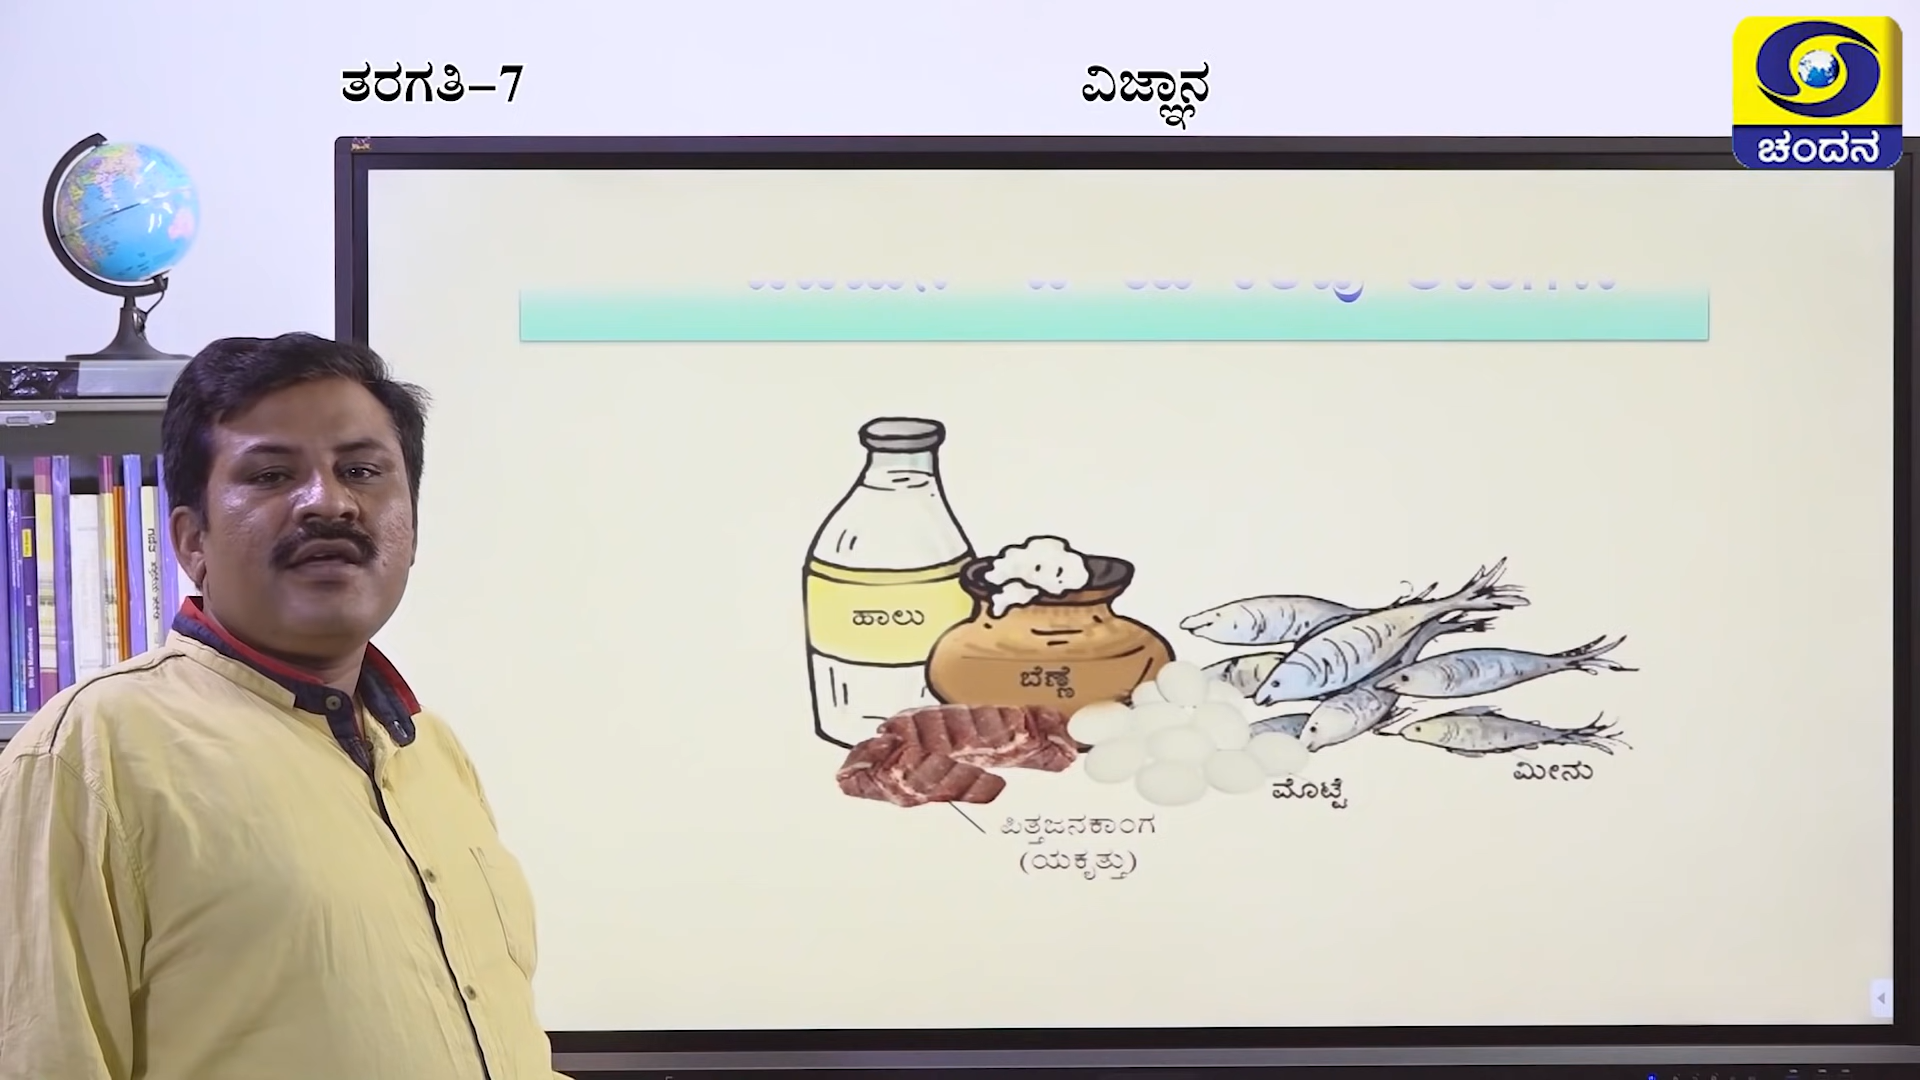 ತರಗತಿ–7
ವಿಜ್ಞಾನ
ಚಂದನ
ಹಾಲು
ಬೆಣ್ಣೆ
ಮೀನು
ಮೊಟ್ಟೆ
ಪಿತ್ತಜನಕಾಂಗ
(ಯಕೃತ್ತು)